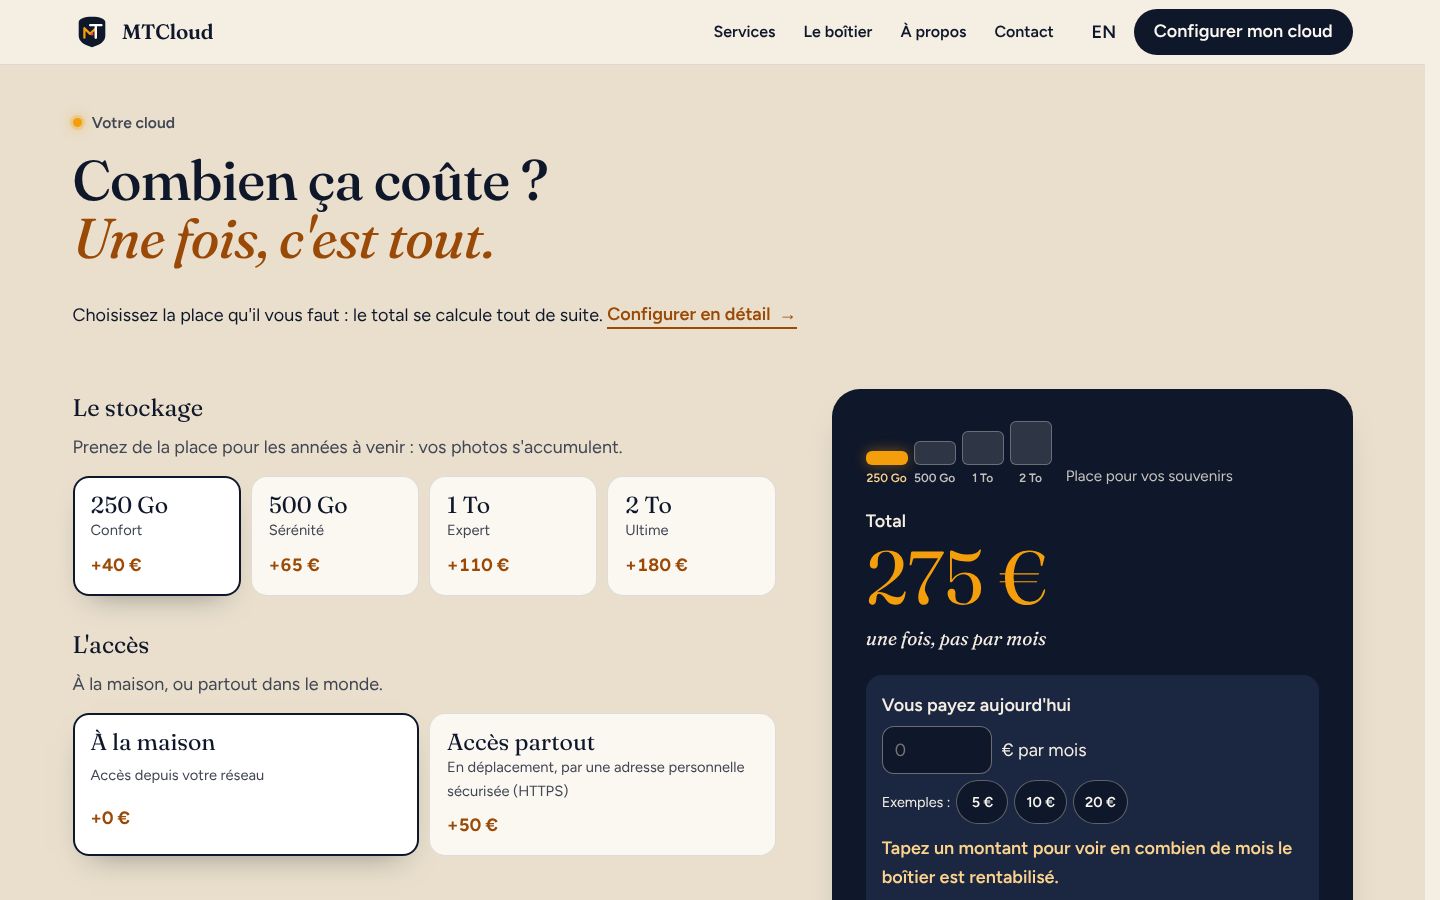 MTCloud
Services
Le boîtier
À propos
Contact
EN
Configurer mon cloud
Votre cloud
Combien ça coûte ?
Une fois, c'est tout.
Choisissez la place qu'il vous faut : le total se calcule tout de suite. Configurer en détail →
Le stockage
Prenez de la place pour les années à venir : vos photos s'accumulent.
250 Go
Confort
+40 €
500 Go
Sérénité
+65 €
1 To
Expert
+110 €
2 To
Ultime
+180 €
L'accès
À la maison, ou partout dans le monde.
À la maison
Accès depuis votre réseau
+0 €
Accès partout
En déplacement, par une adresse personnelle
sécurisée (HTTPS)
+50 €
250 Go 500 Go 1 To 2 To Place pour vos souvenirs
Total
275 €
une fois, pas par mois
Vous payez aujourd'hui
0 € par mois
Exemples : 5 € 10 € 20 €
Tapez un montant pour voir en combien de mois le
boîtier est rentabilisé.